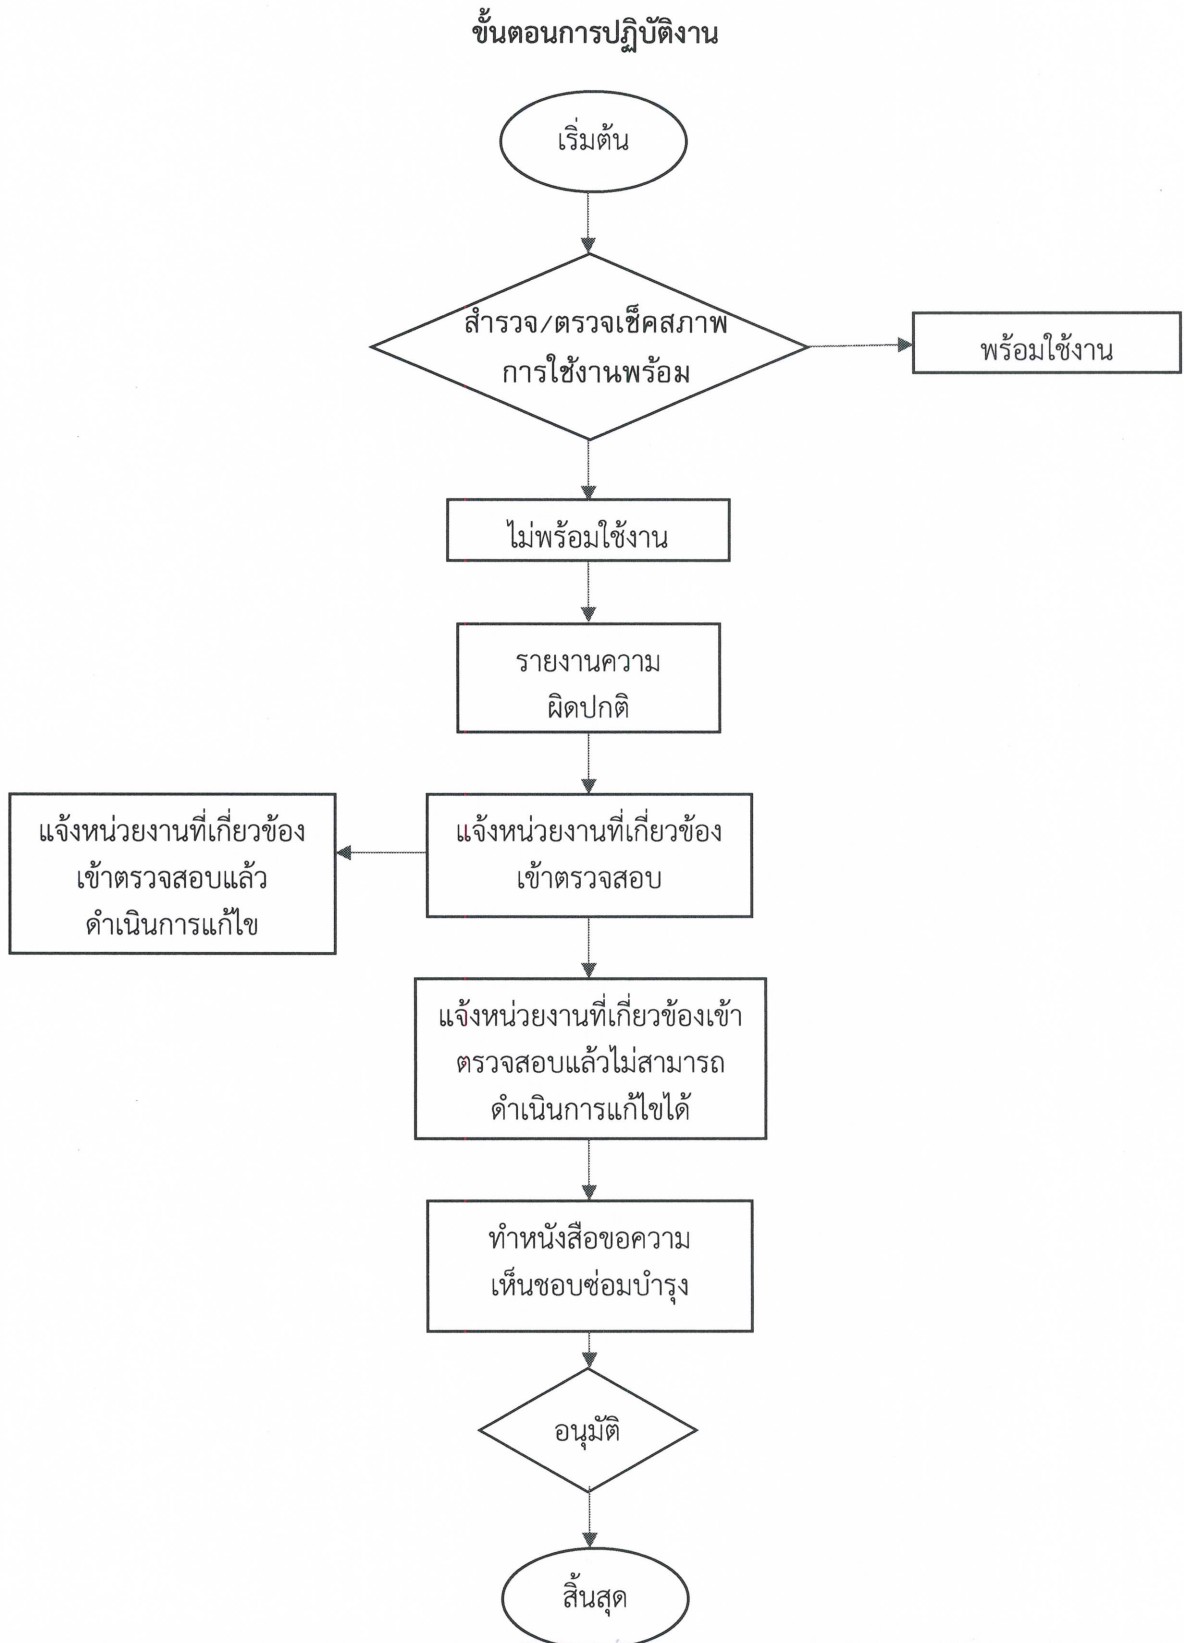 ขั้นตอนการปฏิบัติงาน
เริ่มต้น
สำรวจ/ตรวจเช็คสภาพ
การใช้งานพร้อม
พร้อมใช้งาน
ไม่พร้อมใช้งาน
รายงานความ
ผิดปกติ
แจ้งหน่วยงานที่เกี่ยวข้อง
เข้าตรวจสอบแล้ว
ดำเนินการแก้ไข
แจ้งหน่วยงานที่เกี่ยวข้อง
เข้าตรวจสอบ
แจ้งหน่วยงานที่เกี่ยวข้องเข้า
ตรวจสอบแล้วไม่สามารถ
ดำเนินการแก้ไขได้
ทำหนังสือขอความ
เห็นชอบซ่อมบำรุง
อนุมัติ
สิ้นสุด